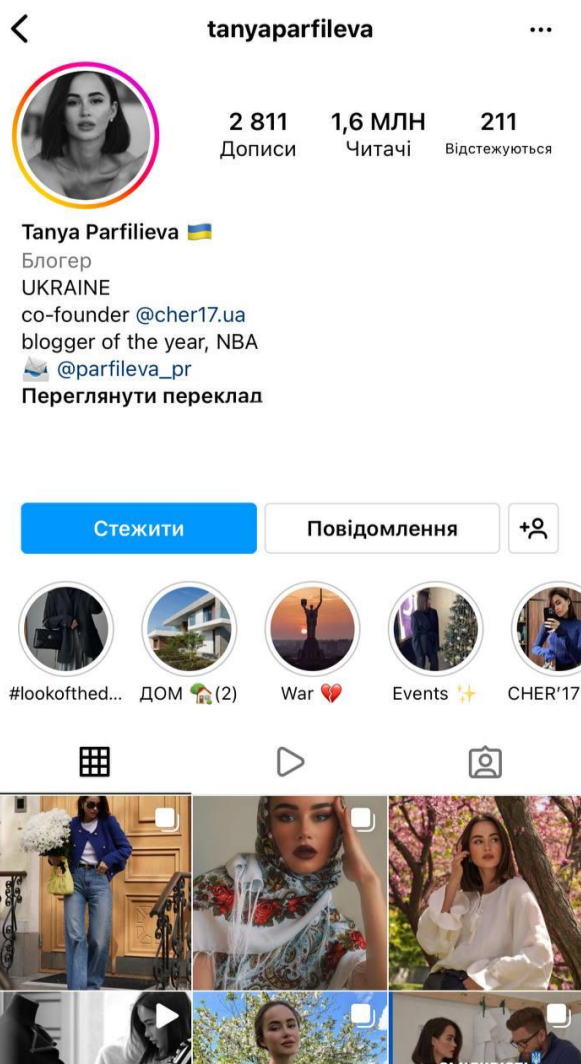 tanyaparfileva
2 811
Дописи
1,6 МЛН
Читачі
211
Відстежуються
Tanya Parfilieva 🇺🇦
Блогер
UKRAINE
co-founder @cher17.ua
blogger of the year, NBA
📨 @parfileva_pr
Переглянути переклад
Стежити
Повідомлення
#lookofthed...
ДОМ 🏡(2)
War 💔
Events ✨
CHER’17